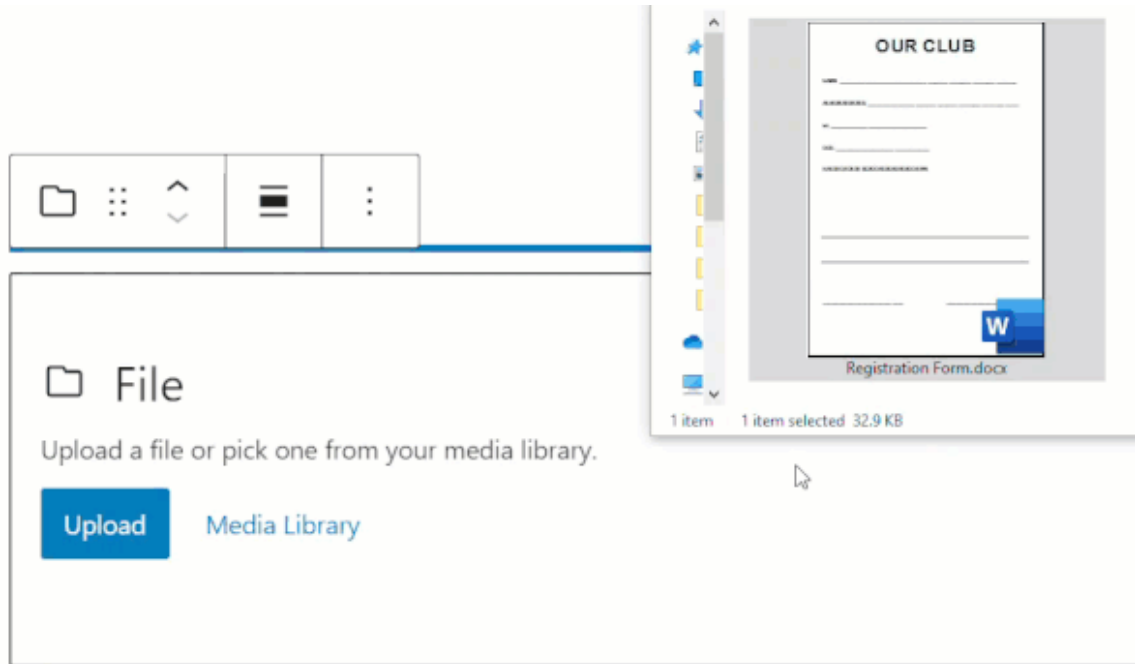 OUR CLUB
Registration Form.docx
1 item 1 item selected 32.9 KB
File
Upload a file or pick one from your media library.
Upload Media Library